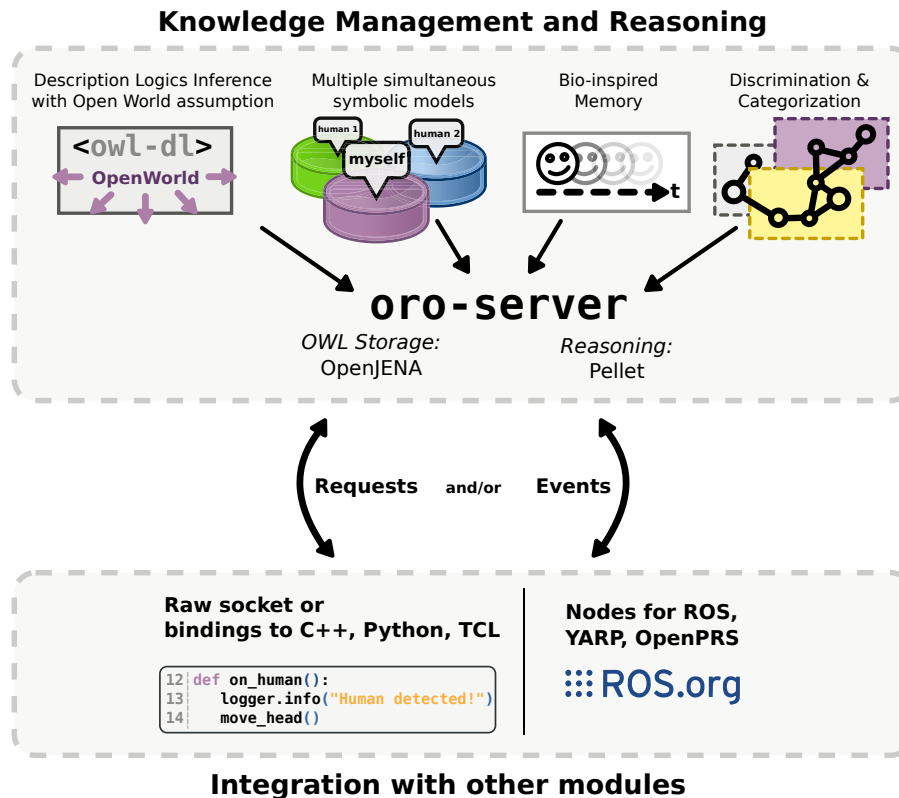 Knowledge Management and Reasoning
Description Logics Inference
with Open World assumption
Multiple simultaneous
symbolic models
Bio-inspired
Memory
Discrimination &
Categorization
<owl-dl>
OpenWorld
human 1
human 2
myself
t
oro-server
OWL Storage:
OpenJENA
Reasoning:
Pellet
Requests and/or Events
Raw socket or
bindings to C++, Python, TCL
12 def on_human():
13 logger.info("Human detected!")
14 move_head()
Nodes for ROS,
YARP, OpenPRS
ROS.org
Integration with other modules